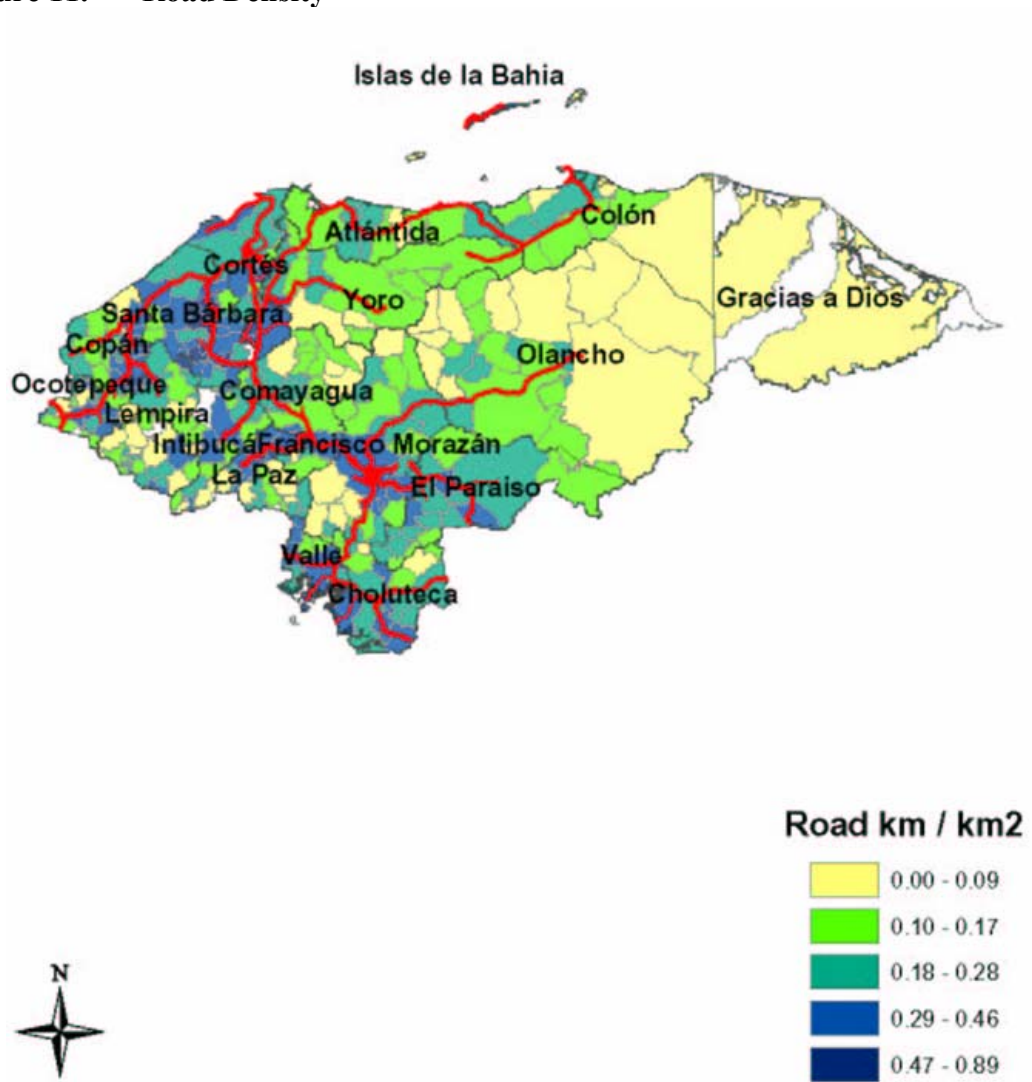 Road Density
Islas de la Bahia
Colón
Atlántida
Cortés
Gracias a Dios
Yoro
Santa Bárbara
Copán
Olancho
Ocotepeque
Comayagua
Lempira
Intibucá
Francisco Morazán
La Paz
El Paraiso
Valle
Choluteca
Road km / km2
0.00 - 0.09
0.10 - 0.17
0.18 - 0.28
0.29 - 0.46
0.47 - 0.89
N